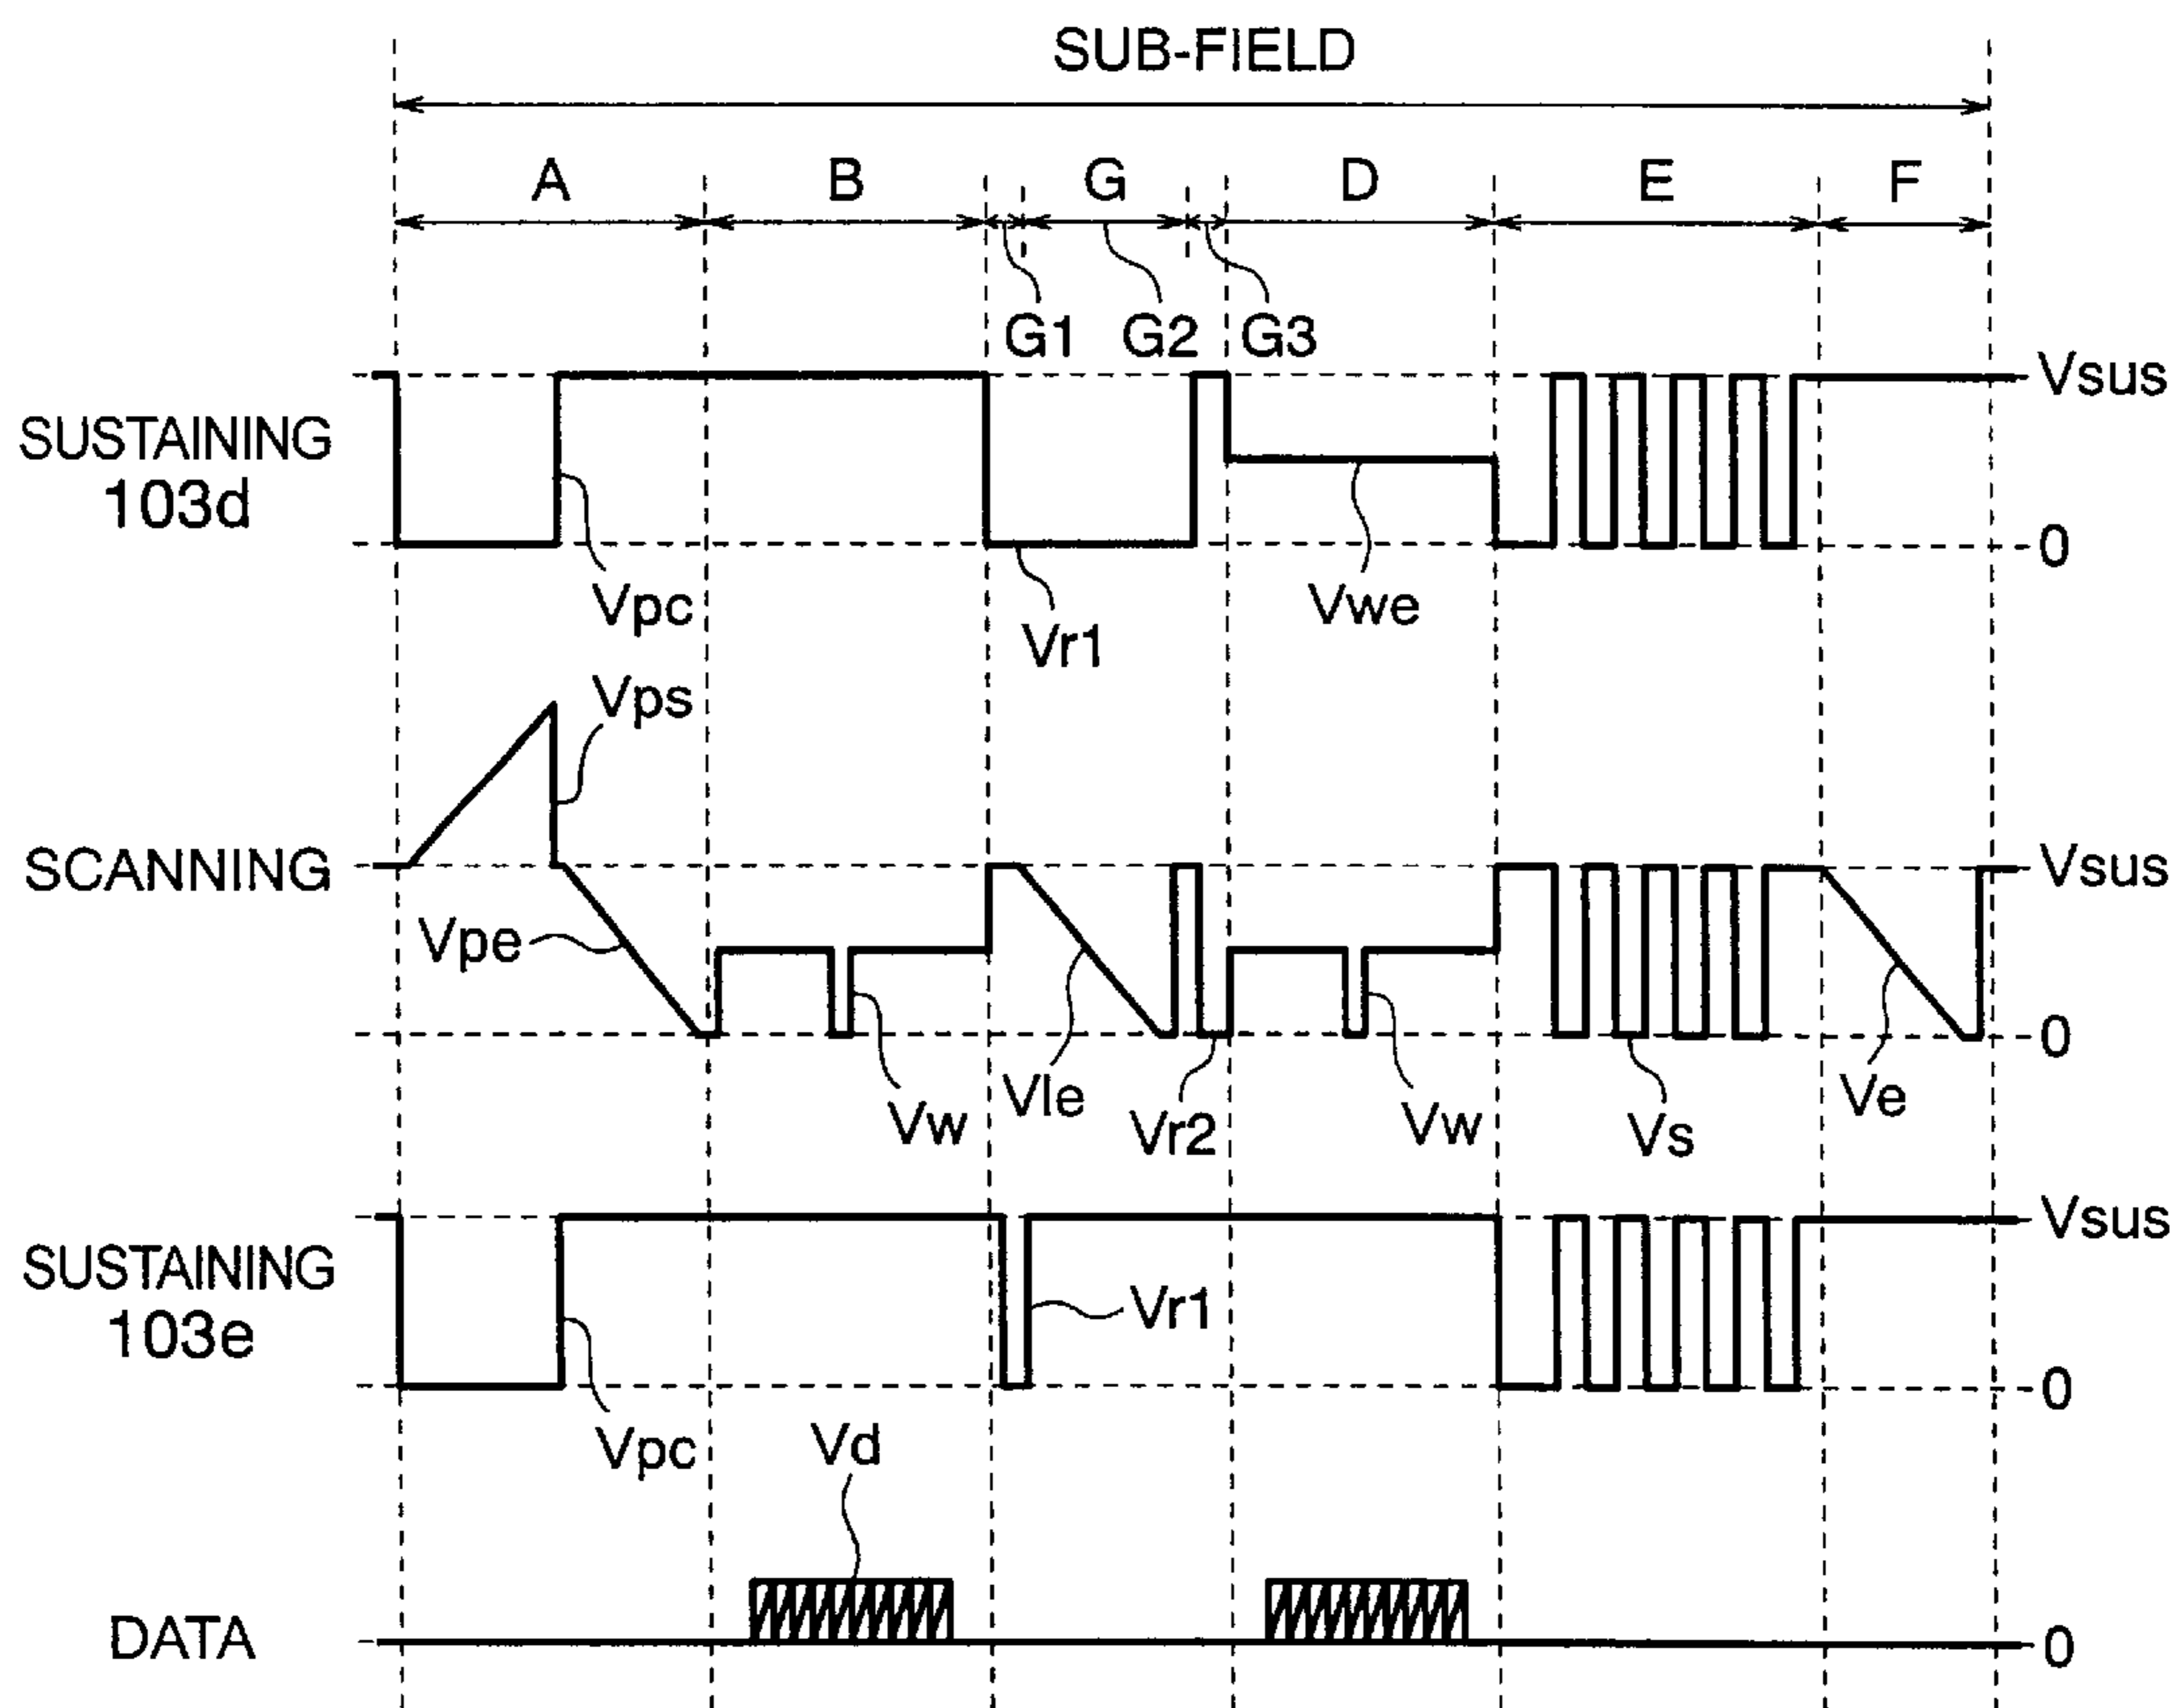 SUB-FIELD
A B G D E F
G1 G2 G3
Vsus
SUSTAINING
103d
0
Vpc
Vr1
Vwe
Vps
SCANNING
Vsus
Vpe
0
Vw
Vle
Vr2
Vw
Vs
Ve
Vsus
SUSTAINING
103e
Vr1
0
Vpc
Vd
DATA
0